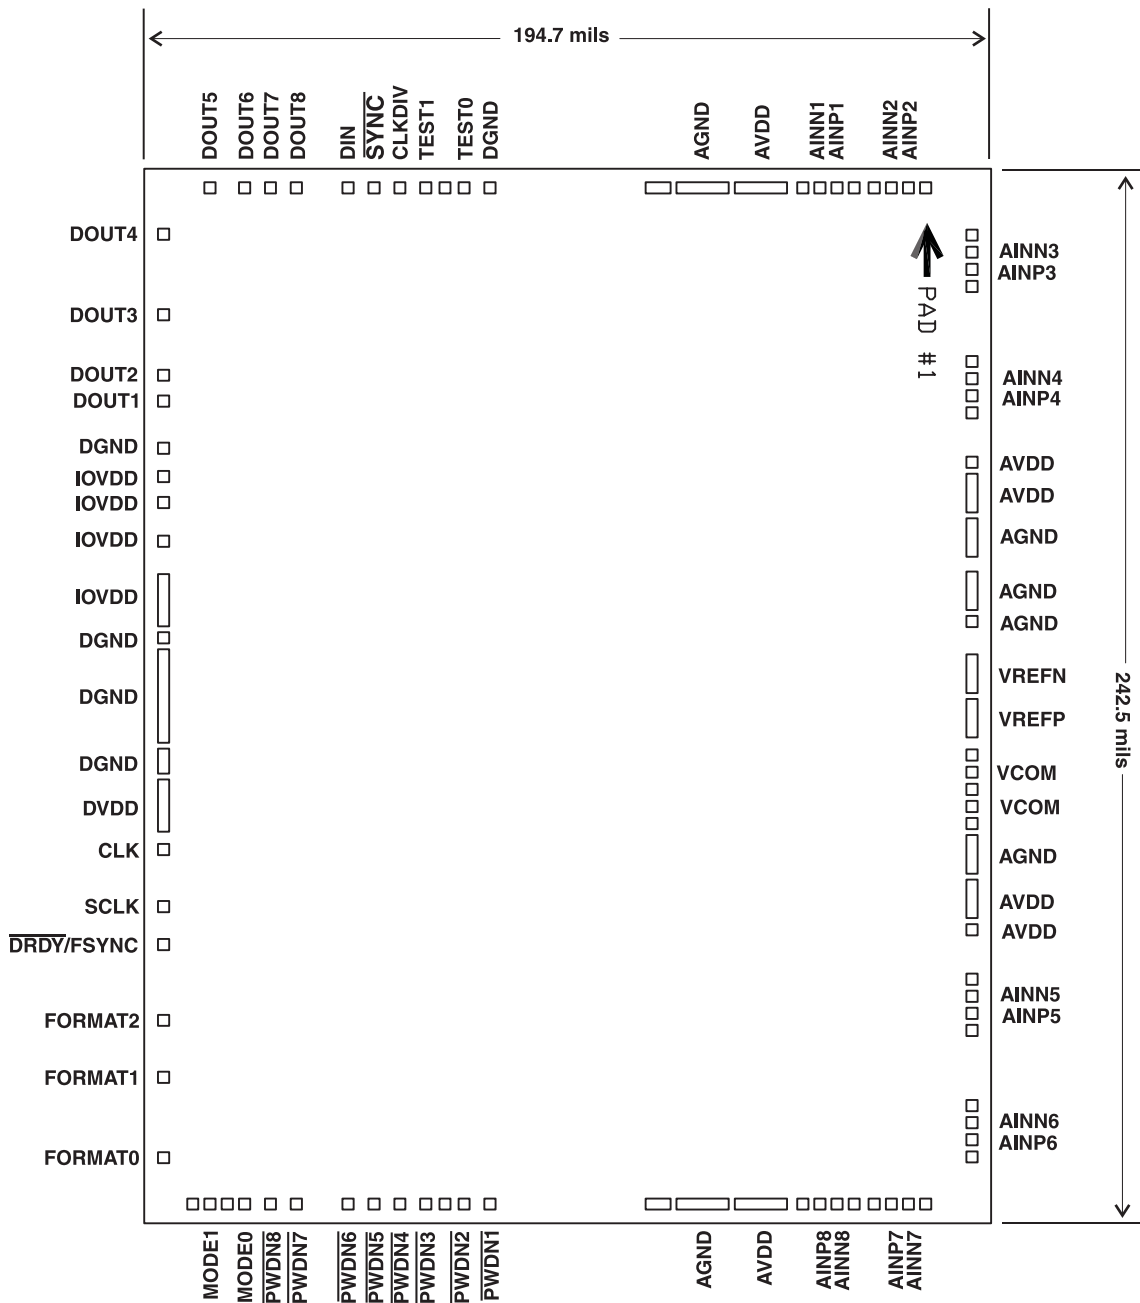 194.7 mils
DOUT5
DOUT6
DOUT7
DOUT8
DIN
SYNC
CLKDIV
TEST1
TEST0
DGND
AGND
AVDD
AINN1
AINP1
AINN2
AINP2
DOUT4
DOUT3
DOUT2
DOUT1
DGND
IOVDD
IOVDD
IOVDD
IOVDD
DGND
DGND
DGND
DVDD
CLK
SCLK
DRDY/FSYNC
FORMAT2
FORMAT1
FORMAT0
PAD #1
AINN3
AINP3
AINN4
AINP4
AVDD
AVDD
AGND
AGND
AGND
VREFN
VREFP
VCOM
VCOM
AGND
AVDD
AVDD
AINN5
AINP5
AINN6
AINP6
242.5 mils
MODE1
MODE0
PWDN8
PWDN7
PWDN6
PWDN5
PWDN4
PWDN3
PWDN2
PWDN1
AGND
AVDD
AINP8
AINN8
AINP7
AINN7